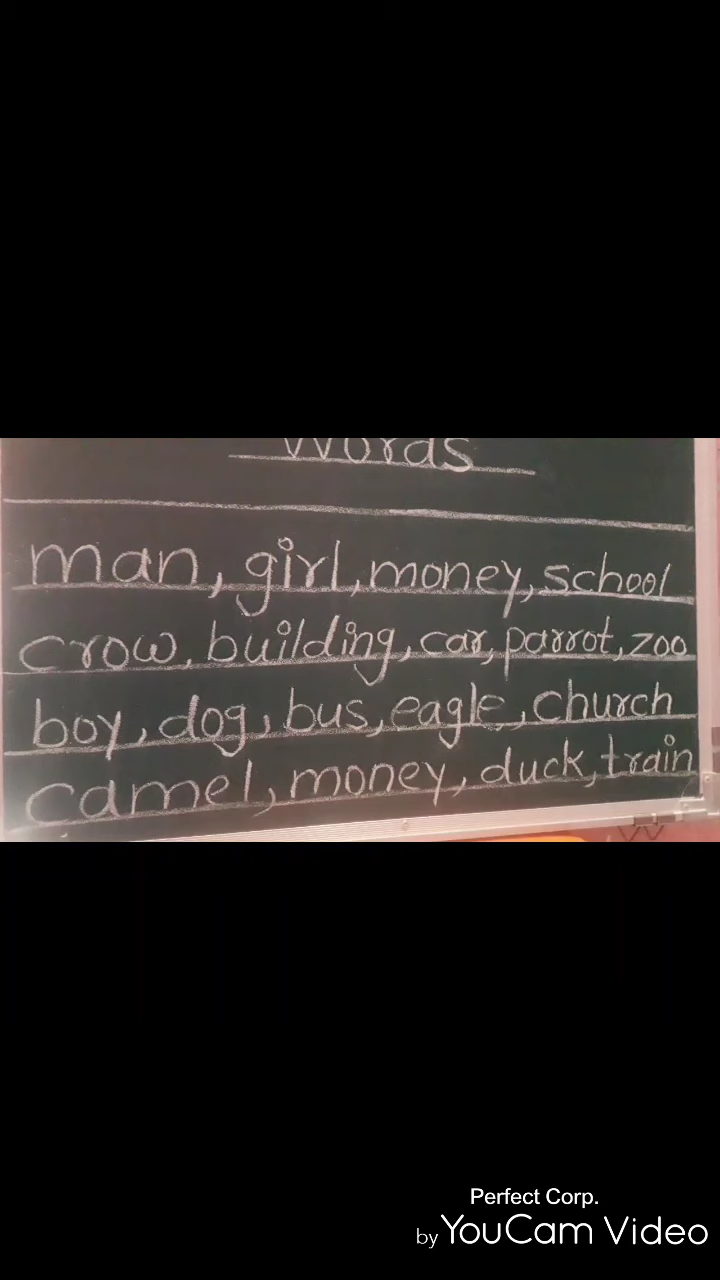 Words
man, girl, money, school
crow, building, car, parrot, zoo
boy, dog, bus, eagle, church
camel, money, duck, train
Perfect Corp.
by YouCam Video